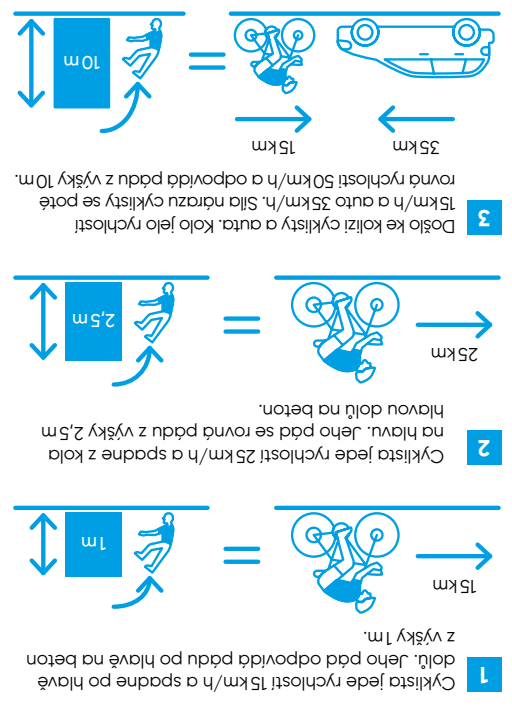 1
Cyklista jede rychlostí 15 km/h a spadne po hlavě
dolů. Jeho pád odpovídá pádu po hlavě na beton
z výšky 1 m.
15 km
1 m
2
Cyklista jede rychlostí 25 km/h a spadne z kola
na hlavu. Jeho pád se rovná pádu z výšky 2,5 m
hlavou dolů na beton.
25 km
2,5 m
3
Došlo ke kolizi cyklisty a auta. Kolo jelo rychlostí
15 km/h a auto 35 km/h. Síla nárazu cyklisty se poté
rovná rychlosti 50 km/h a odpovídá pádu z výšky 10 m.
35 km
15 km
10 m